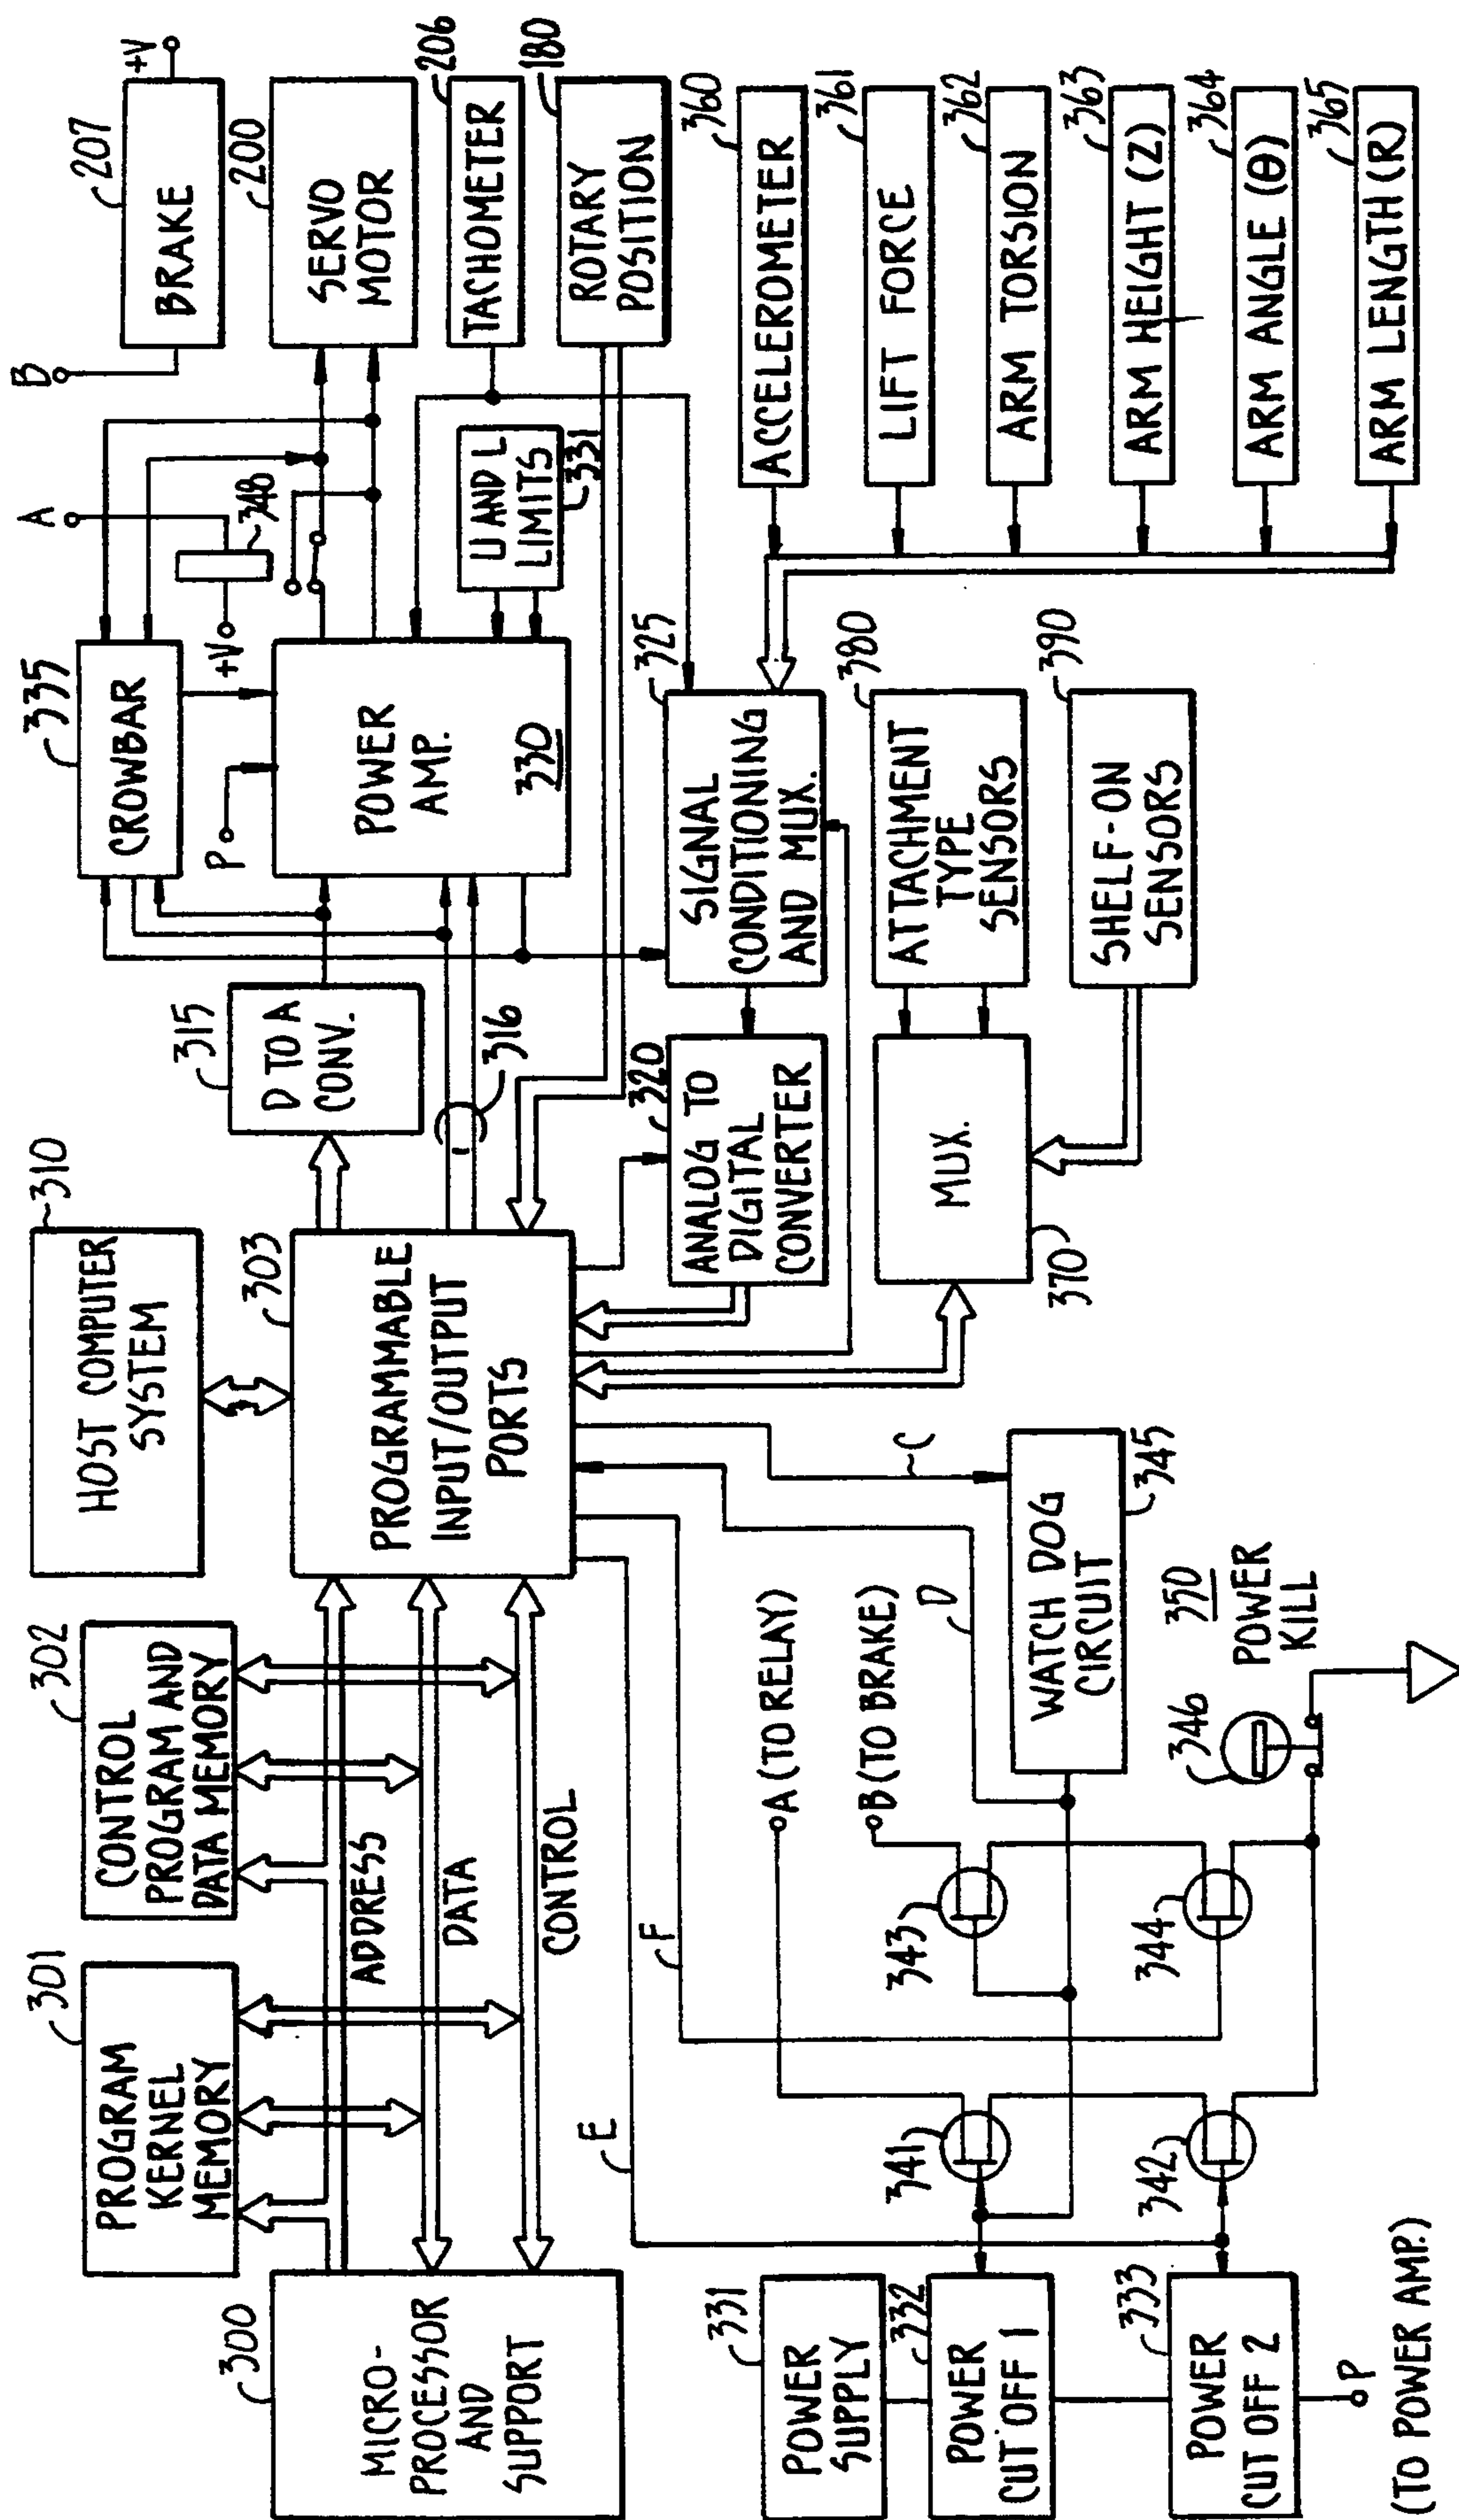 310
HOST COMPUTER
SYSTEM
301
PROGRAM
KERNEL
MEMORY
302
CONTROL
PROGRAM AND
DATA MEMORY
300
MICRO-
PROCESSOR
AND
SUPPORT
ADDRESS
DATA
CONTROL
303
PROGRAMMABLE
INPUT/OUTPUT
PORTS
315
D TO A
CONV.
316
335
CROWBAR
P
+V
A
348
B
207
BRAKE
+V
200
SERVO
MOTOR
POWER
AMP.
330
U AND L
LIMITS
331
206
TACHOMETER
180
ROTARY
POSITION
325
SIGNAL
CONDITIONING
AND MUX.
320
ANALOG TO
DIGITAL
CONVERTER
360
ACCELEROMETER
361
LIFT FORCE
362
ARM TORSION
363
ARM HEIGHT (Z)
364
ARM ANGLE (θ)
365
ARM LENGTH (R)
380
ATTACHMENT
TYPE
SENSORS
MUX.
370
390
SHELF-ON
SENSORS
E
F
A (TO RELAY)
B (TO BRAKE)
C
D
WATCH DOG
CIRCUIT
345
331
POWER
SUPPLY
332
POWER
CUT OFF 1
333
POWER
CUT OFF 2
341
342
343
344
346
350
POWER
KILL
P
(TO POWER AMP.)